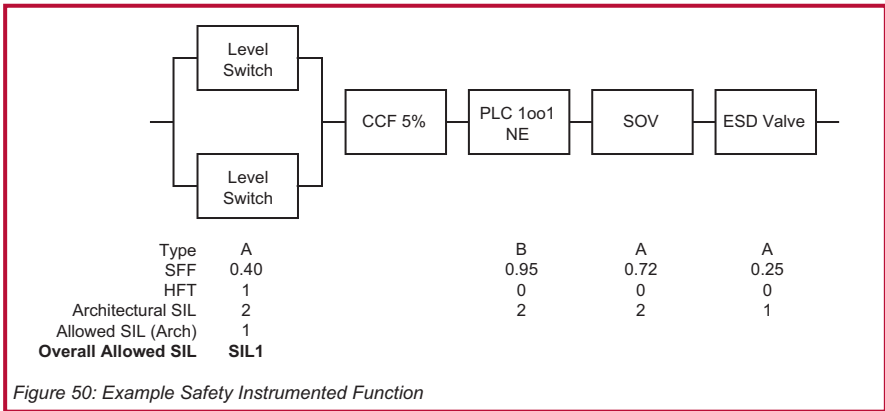 Level
Switch
CCF 5%
PLC 1oo1
NE
SOV
ESD Valve
Level
Switch
Type A B A A
SFF 0.40 0.95 0.72 0.25
HFT 1 0 0 0
Architectural SIL 2 2 2 1
Allowed SIL (Arch) 1
Overall Allowed SIL SIL1
Figure 50: Example Safety Instrumented Function